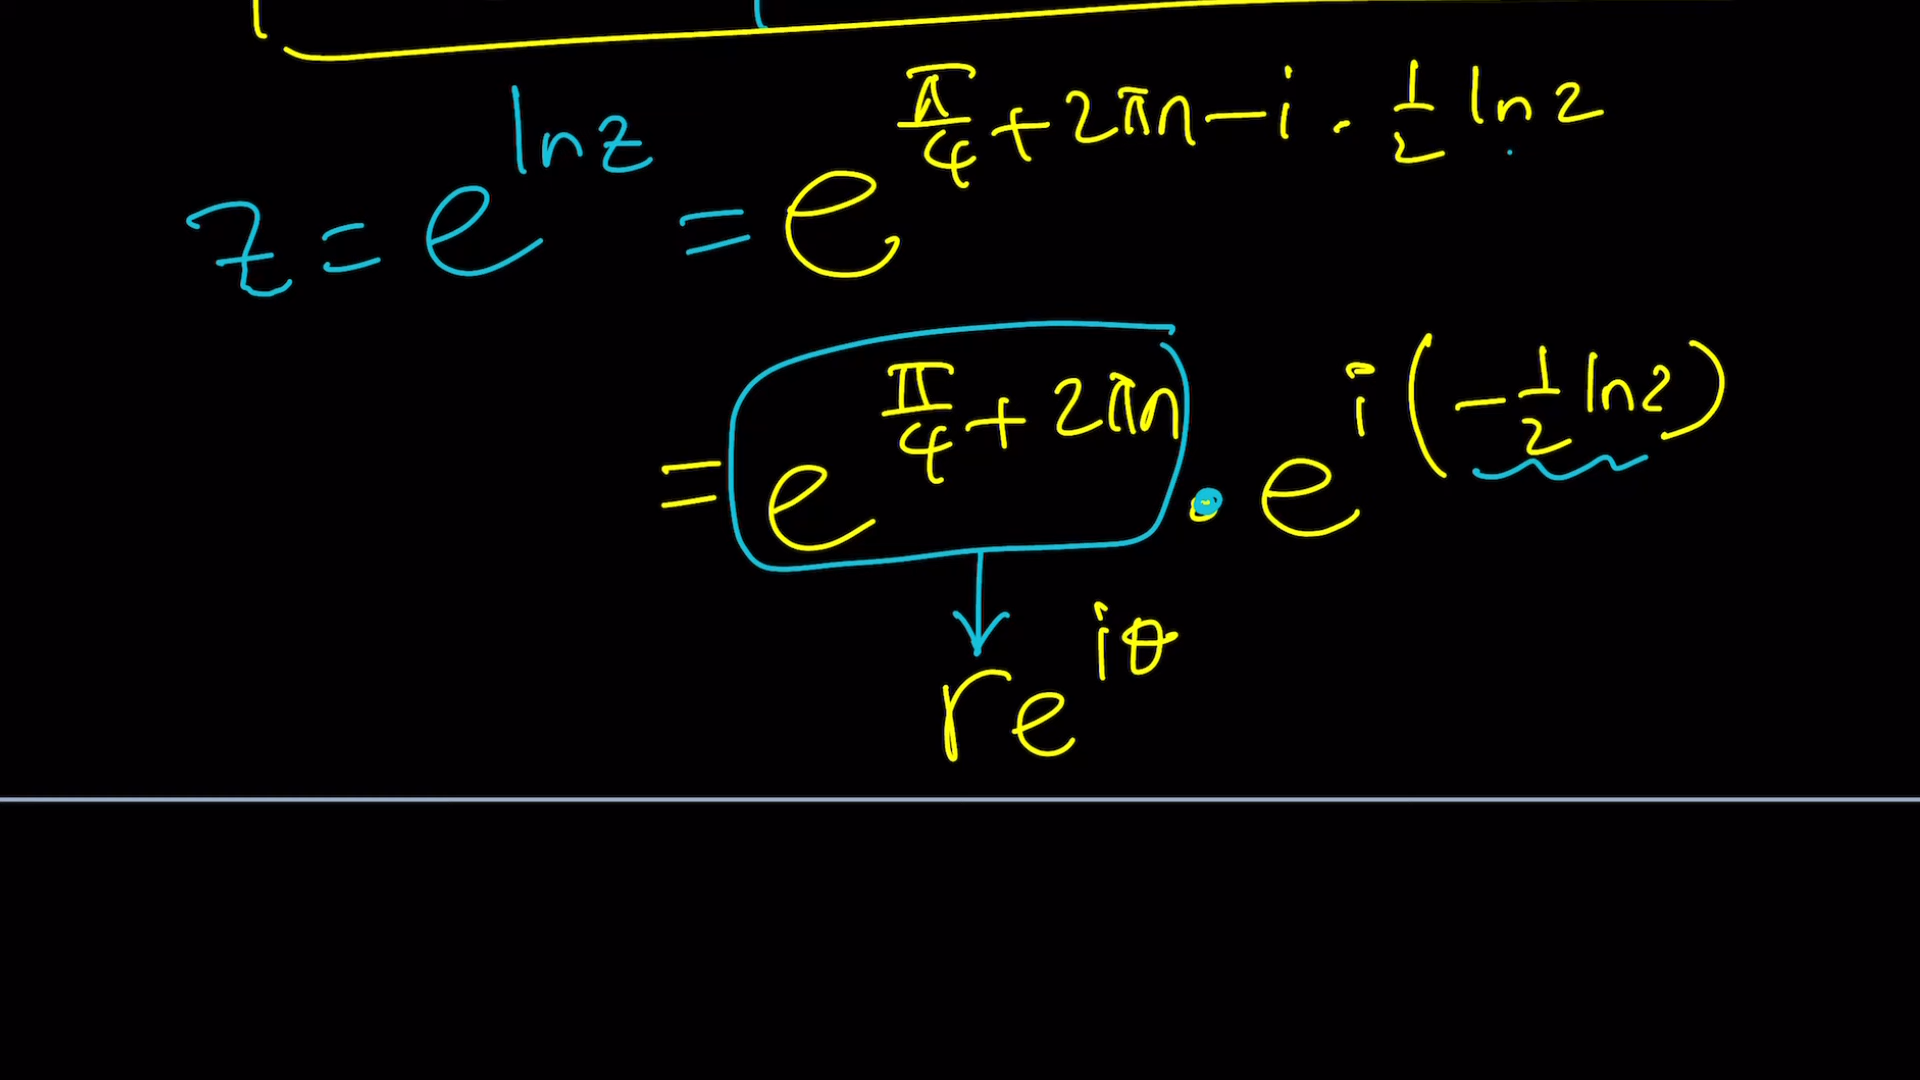 z = e^{ln z} = e^{π/4 + 2πn - i · 1/2 ln 2}
= e^{π/4 + 2πn} · e^{i(-1/2 ln 2)}
re^{iθ}